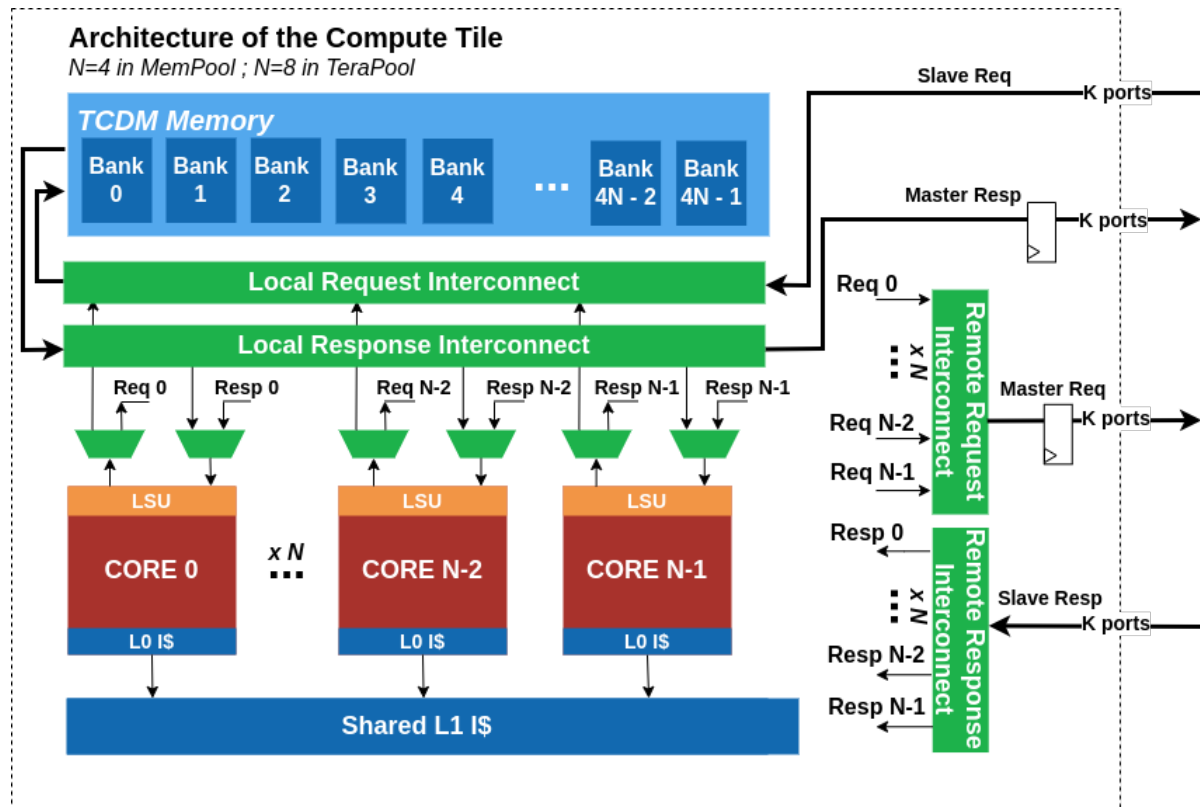 Architecture of the Compute Tile
N=4 in MemPool ; N=8 in TeraPool
TCDM Memory
Bank 0
Bank 1
Bank 2
Bank 3
Bank 4
...
Bank 4N - 2
Bank 4N - 1
Local Request Interconnect
Local Response Interconnect
Req 0
Resp 0
Req N-2
Resp N-2
Resp N-1
Resp N-1
LSU
CORE 0
L0 I$
x N
...
LSU
CORE N-2
L0 I$
LSU
CORE N-1
L0 I$
Shared L1 I$
Slave Req
K ports
Master Resp
K ports
Req 0
... x N
Req N-2
Req N-1
Remote Request
Interconnect
Master Req
K ports
Resp 0
... x N
Resp N-2
Resp N-1
Remote Response
Interconnect
Slave Resp
K ports